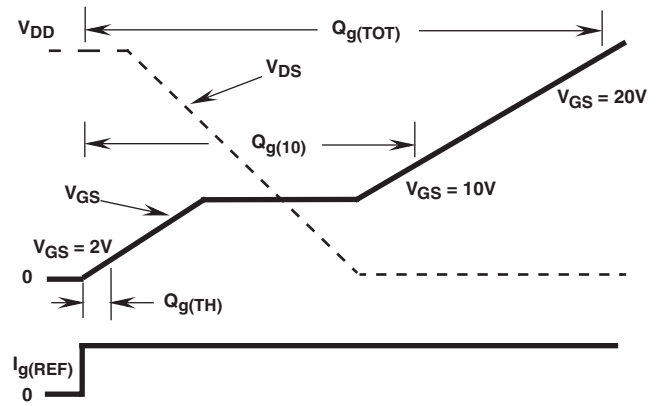 V_DD
Q_g(TOT)
V_DS
V_GS = 20V
Q_g(10)
V_GS
V_GS = 10V
V_GS = 2V
0
Q_g(TH)
I_g(REF)
0